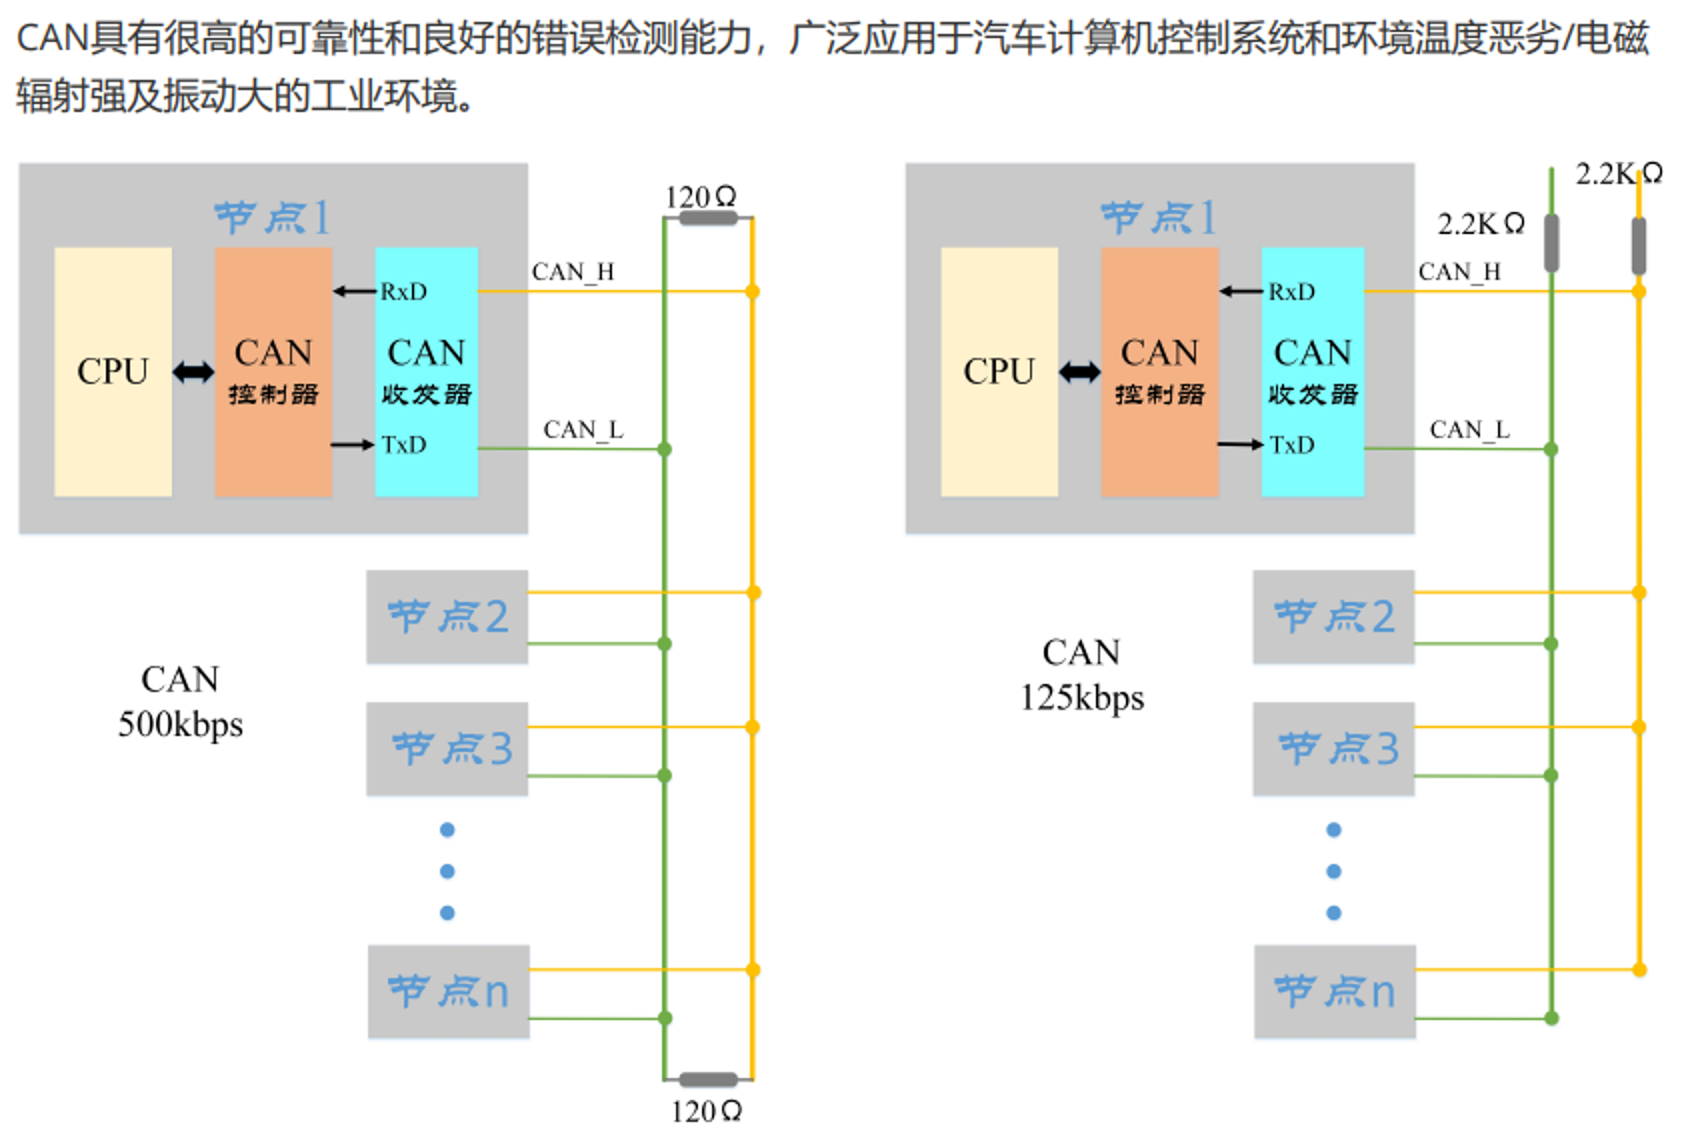 CAN具有很高的可靠性和良好的错误检测能力，广泛应用于汽车计算机控制系统和环境温度恶劣/电磁
辐射强及振动大的工业环境。
节点1
CPU
CAN
控制器
RxD
CAN
收发器
TxD
CAN_H
CAN_L
120Ω
节点2
节点3
节点n
CAN
500kbps
120Ω
节点1
CPU
CAN
控制器
RxD
CAN
收发器
TxD
CAN_H
CAN_L
2.2KΩ
2.2KΩ
节点2
节点3
节点n
CAN
125kbps